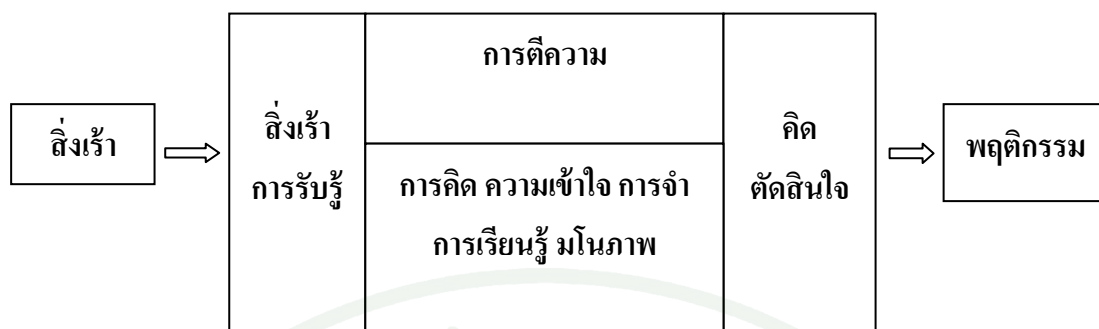 สิ่งเร้า
สิ่งเร้า
การรับรู้
การตีความ
การคิด ความเข้าใจ การจำ
การเรียนรู้ มโนภาพ
คิด
ตัดสินใจ
พฤติกรรม